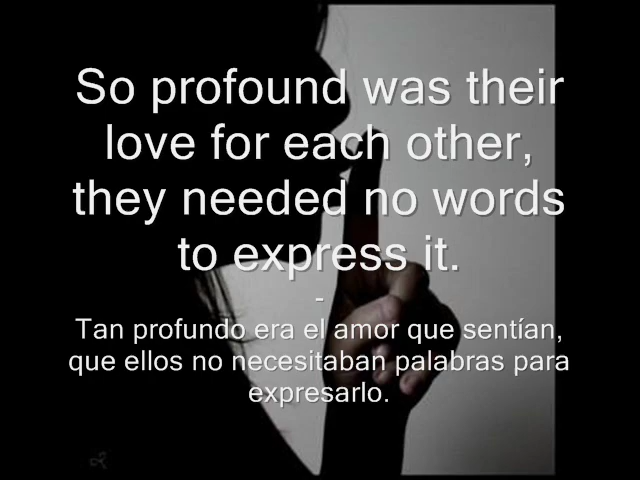 So profound was their
love for each other,
they needed no words
to express it.
-
Tan profundo era el amor que sentían,
que ellos no necesitaban palabras para
expresarlo.